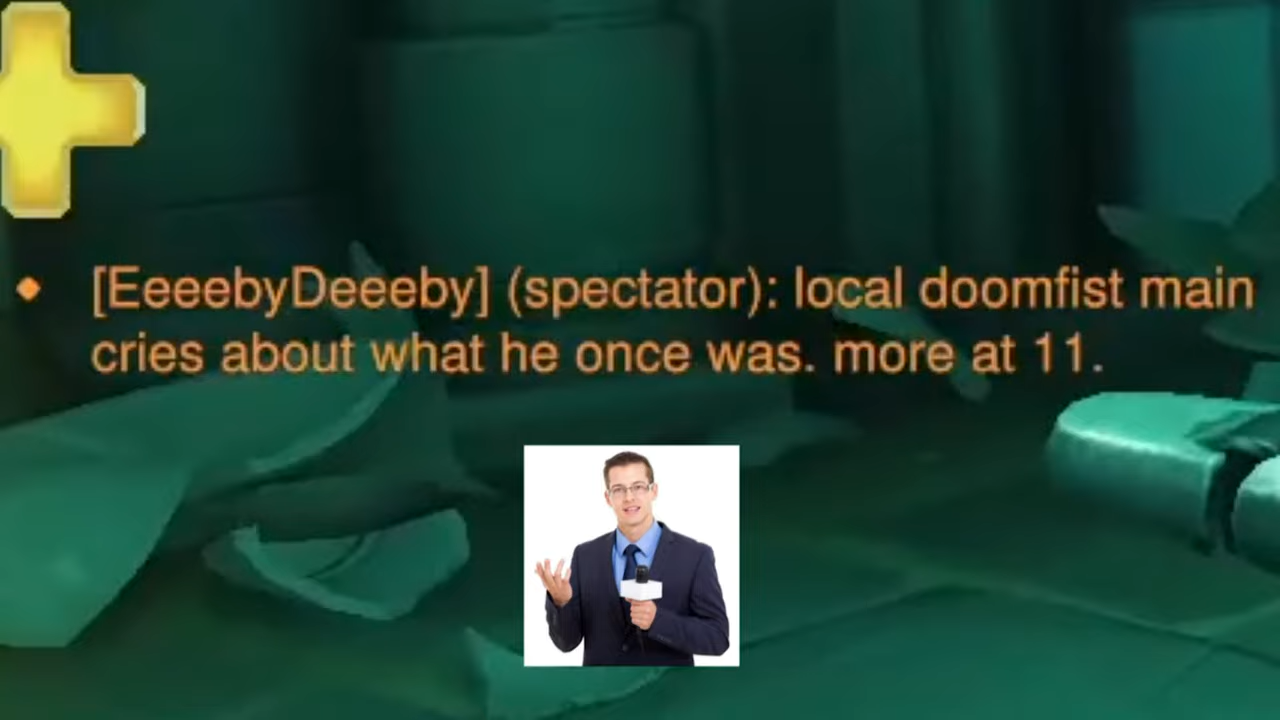 [EeeebyDeeeby] (spectator): local doomfist main
cries about what he once was. more at 11.